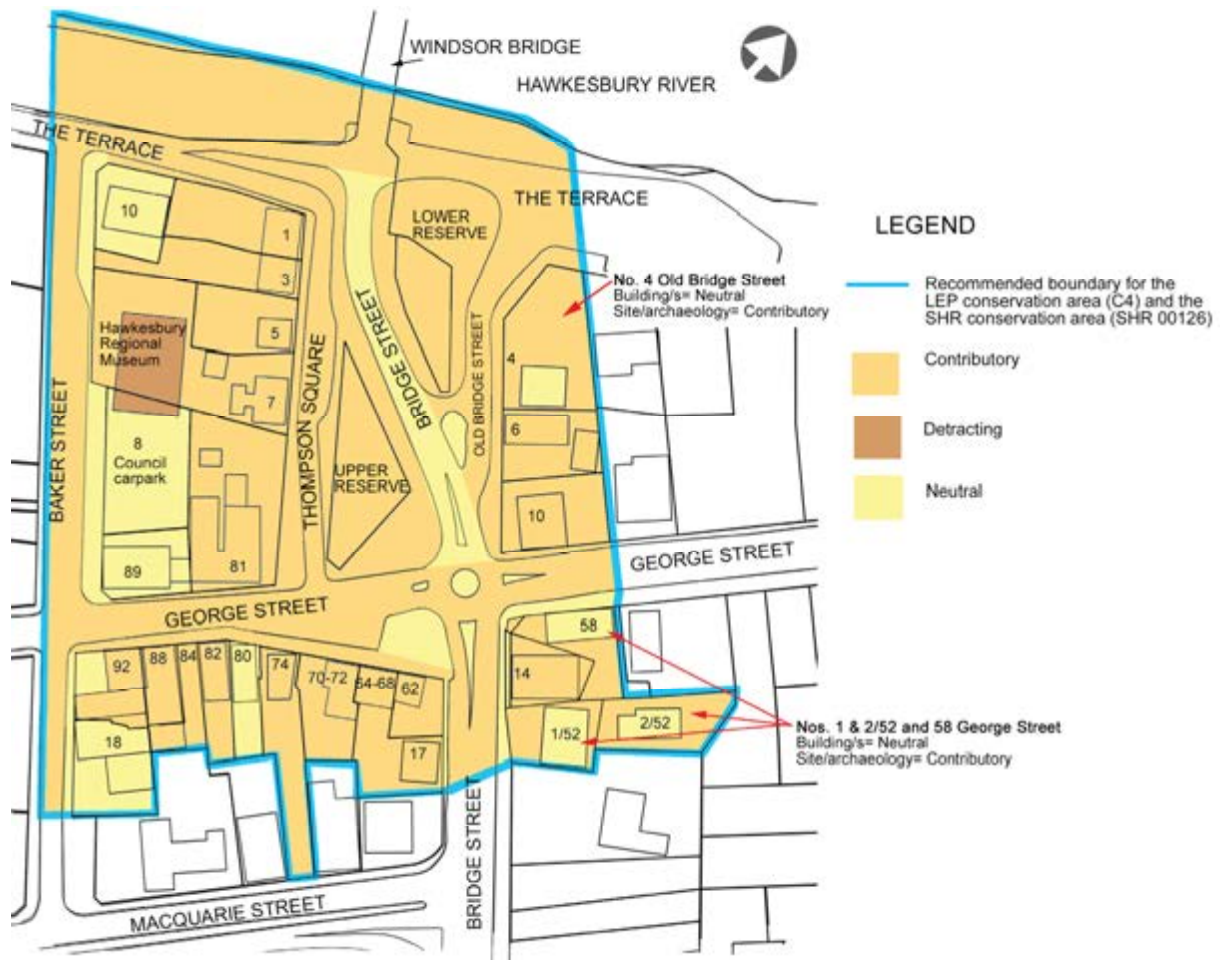 WINDSOR BRIDGE
HAWKESBURY RIVER
THE TERRACE
THE TERRACE
LOWER
RESERVE
10
1
3
5
7
Hawkesbury
Regional
Museum
BRIDGE STREET
OLD BRIDGE STREET
THOMPSON SQUARE
BAKER STREET
UPPER
RESERVE
8
Council
carpark
89
81
4
6
10
No. 4 Old Bridge Street
Building/s= Neutral
Site/archaeology= Contributory
GEORGE STREET
GEORGE STREET
92
88
84
82
80
74
70-72
64-68
62
18
17
58
14
1/52
2/52
Nos. 1 & 2/52 and 58 George Street
Building/s= Neutral
Site/archaeology= Contributory
BRIDGE STREET
MACQUARIE STREET
LEGEND
Recommended boundary for the
LEP conservation area (C4) and the
SHR conservation area (SHR 00126)
Contributory
Detracting
Neutral